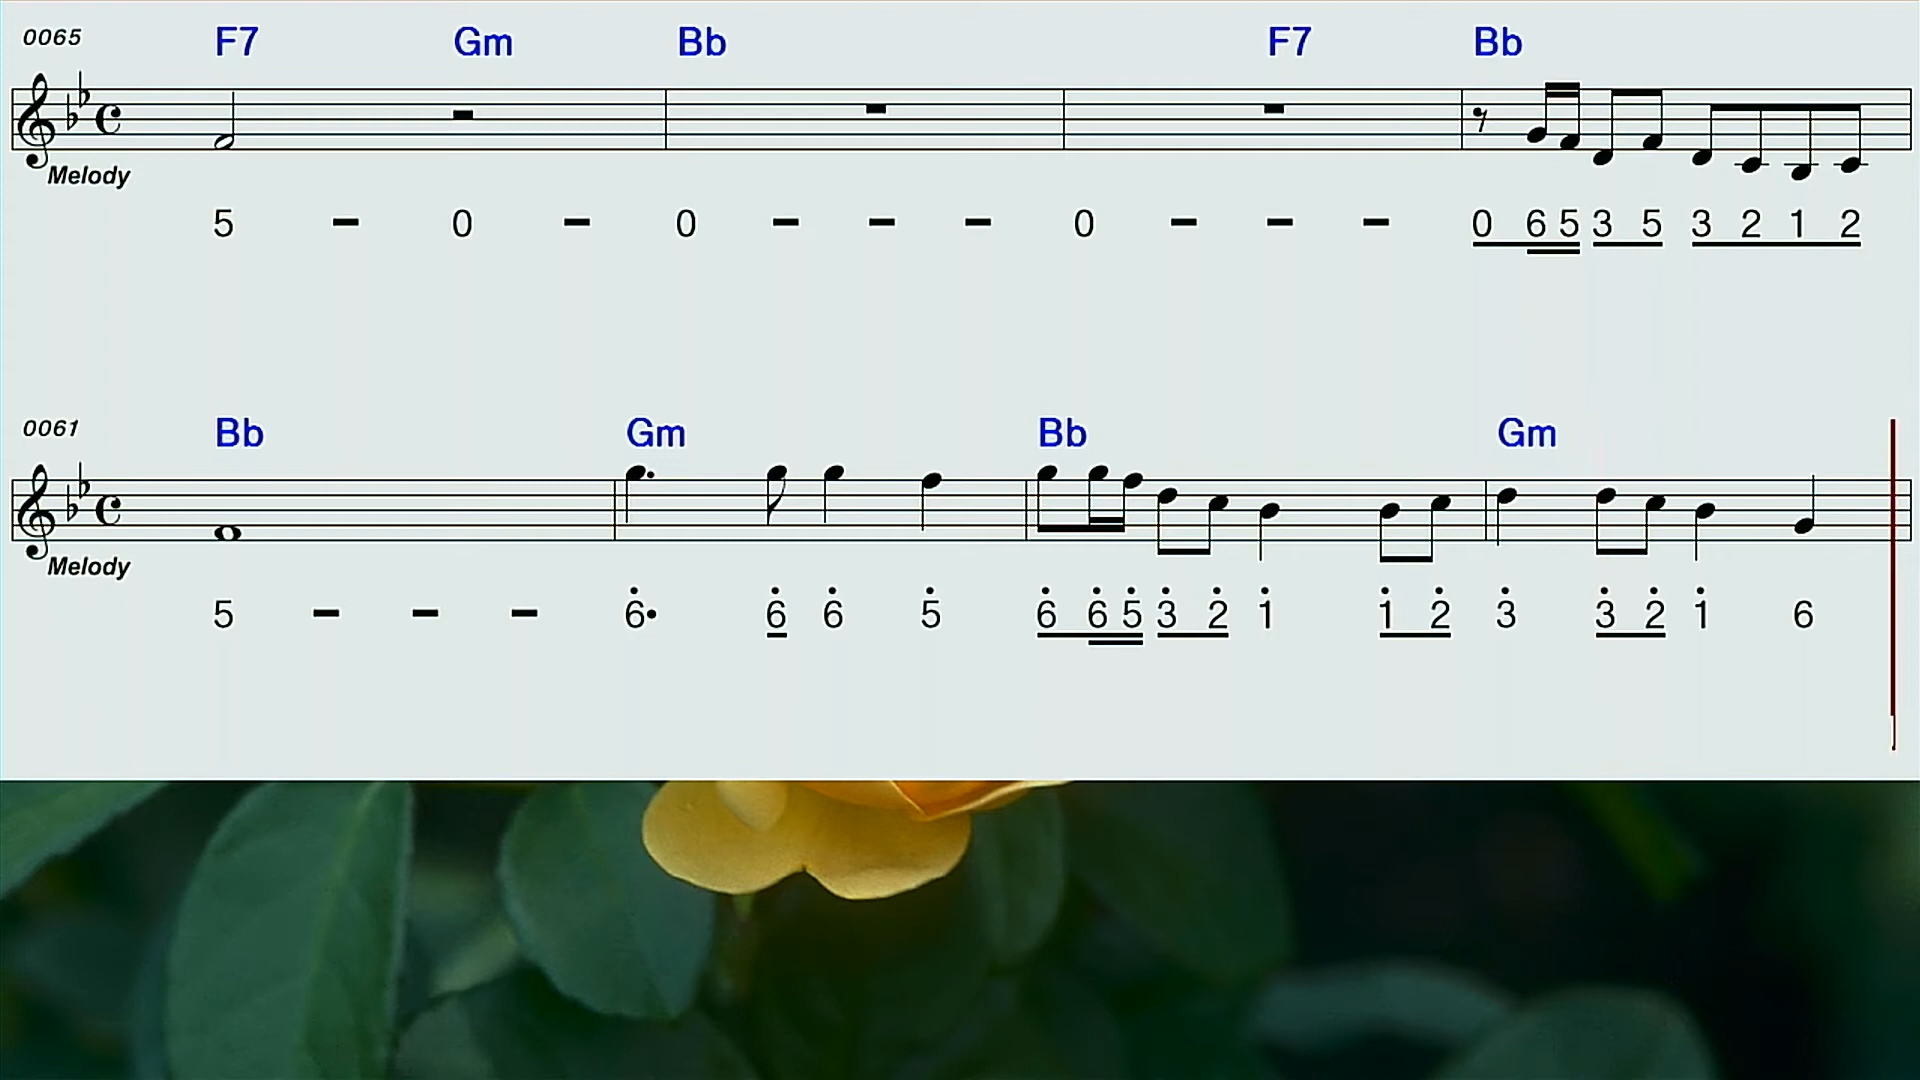 0065 F7 Gm Bb F7 Bb
Melody
5 - 0 - 0 - - - 0 - - - 0 6 5 3 5 3 2 1 2
0061 Bb Gm Bb Gm
Melody
5 - - - 6• 6 6 5 6 6 5 3 2 1 1 2 3 3 2 1 6